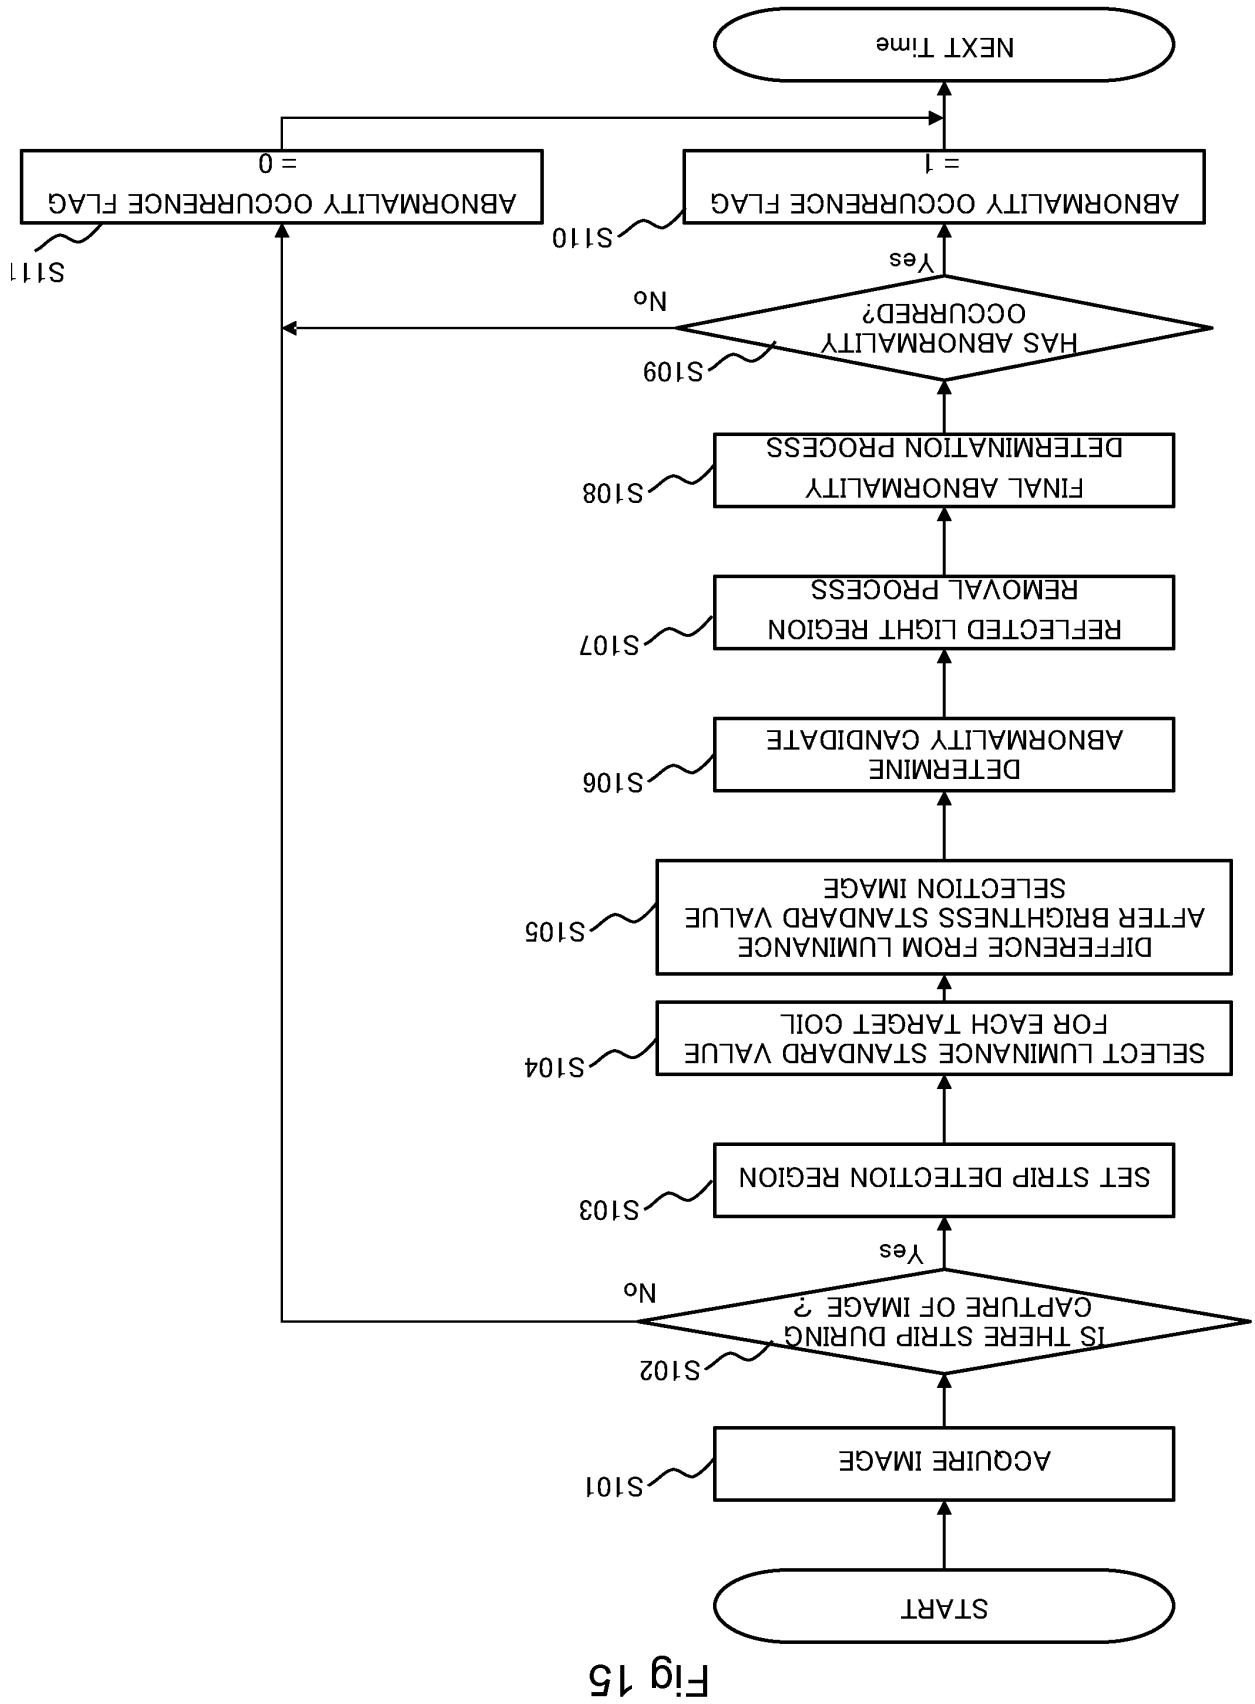 Fig 15
START
ACQUIRE IMAGE
S101
IS THERE STRIP DURING
CAPTURE OF IMAGE ?
S102
No
Yes
SET STRIP DETECTION REGION
S103
SELECT LUMINANCE STANDARD VALUE
FOR EACH TARGET COIL
S104
DIFFERENCE FROM LUMINANCE
AFTER BRIGHTNESS STANDARD VALUE
SELECTION IMAGE
S105
DETERMINE
ABNORMALITY CANDIDATE
S106
REFLECTED LIGHT REGION
REMOVAL PROCESS
S107
FINAL ABNORMALITY
DETERMINATION PROCESS
S108
HAS ABNORMALITY
OCCURRED?
S109
No
Yes
ABNORMALITY OCCURRENCE FLAG
= 1
S110
ABNORMALITY OCCURRENCE FLAG
= 0
S111
NEXT Time